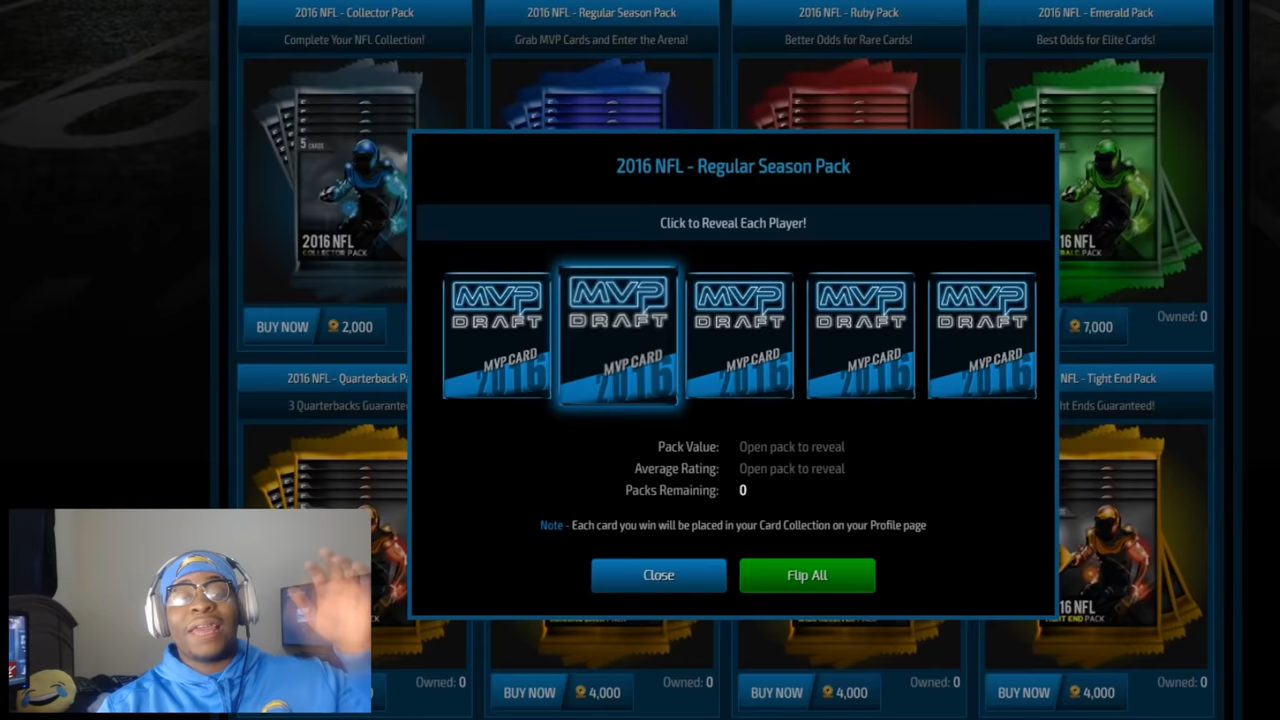 2016 NFL - Collector Pack
2016 NFL - Regular Season Pack
2016 NFL - Ruby Pack
2016 NFL - Emerald Pack
Complete Your NFL Collection!
Grab MVP Cards and Enter the Arena!
Better Odds for Rare Cards!
Best Odds for Elite Cards!
5 CARDS
2016 NFL
COLLECTOR PACK
16 NFL
BUY NOW 2,000
7,000
Owned: 0
2016 NFL - Regular Season Pack
Click to Reveal Each Player!
MVP DRAFT MVP CARD 2016
MVP DRAFT MVP CARD 2016
MVP DRAFT MVP CARD 2016
MVP DRAFT MVP CARD 2016
MVP DRAFT MVP CARD 2016
Pack Value: Open pack to reveal
Average Rating: Open pack to reveal
Packs Remaining: 0
Note - Each card you win will be placed in your Card Collection on your Profile page
Close
Flip All
2016 NFL - Quarterback Pa
NFL - Tight End Pack
3 Quarterbacks Guarantee
ht Ends Guaranteed!
16 NFL
TIGHT END PACK
Owned: 0
BUY NOW 4,000
Owned: 0
BUY NOW 4,000
Owned: 0
BUY NOW 4,000
Owned: 0